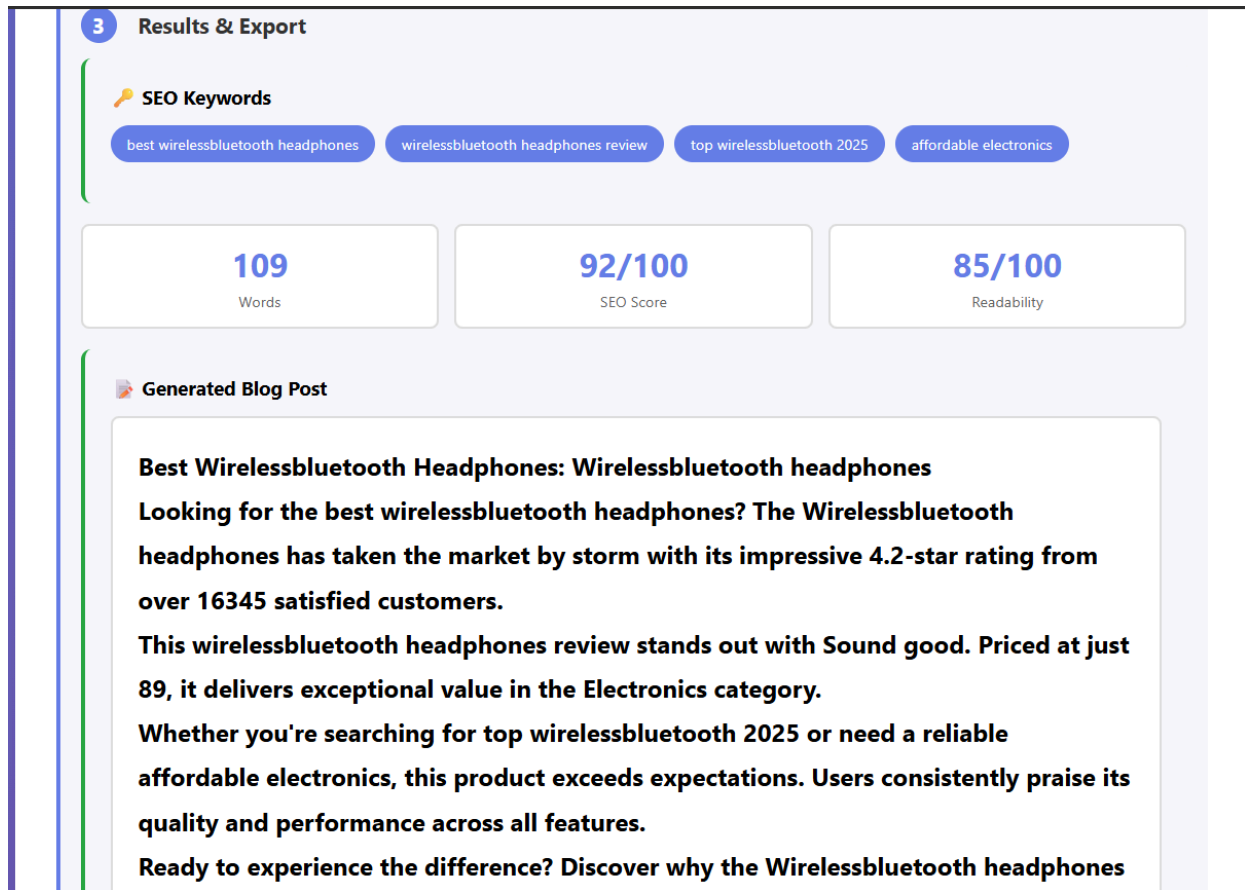 3 Results & Export
🔑 SEO Keywords
best wirelessbluetooth headphones wirelessbluetooth headphones review top wirelessbluetooth 2025 affordable electronics
109 92/100 85/100
Words SEO Score Readability
📝 Generated Blog Post
Best Wirelessbluetooth Headphones: Wirelessbluetooth headphones
Looking for the best wirelessbluetooth headphones? The Wirelessbluetooth
headphones has taken the market by storm with its impressive 4.2-star rating from
over 16345 satisfied customers.
This wirelessbluetooth headphones review stands out with Sound good. Priced at just
89, it delivers exceptional value in the Electronics category.
Whether you're searching for top wirelessbluetooth 2025 or need a reliable
affordable electronics, this product exceeds expectations. Users consistently praise its
quality and performance across all features.
Ready to experience the difference? Discover why the Wirelessbluetooth headphones